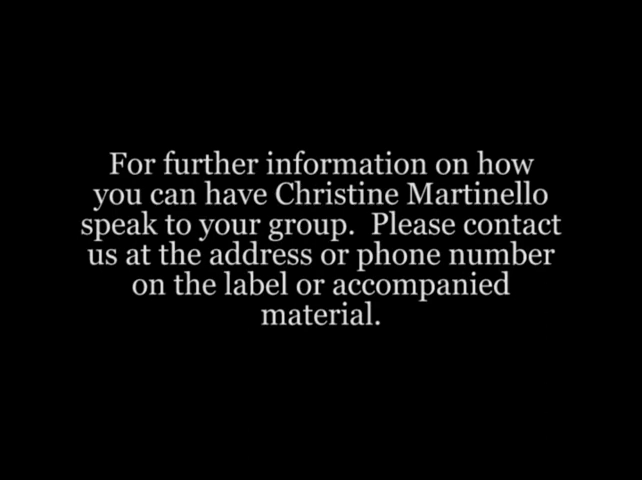 For further information on how
you can have Christine Martinello
speak to your group.  Please contact
us at the address or phone number
on the label or accompanied
material.